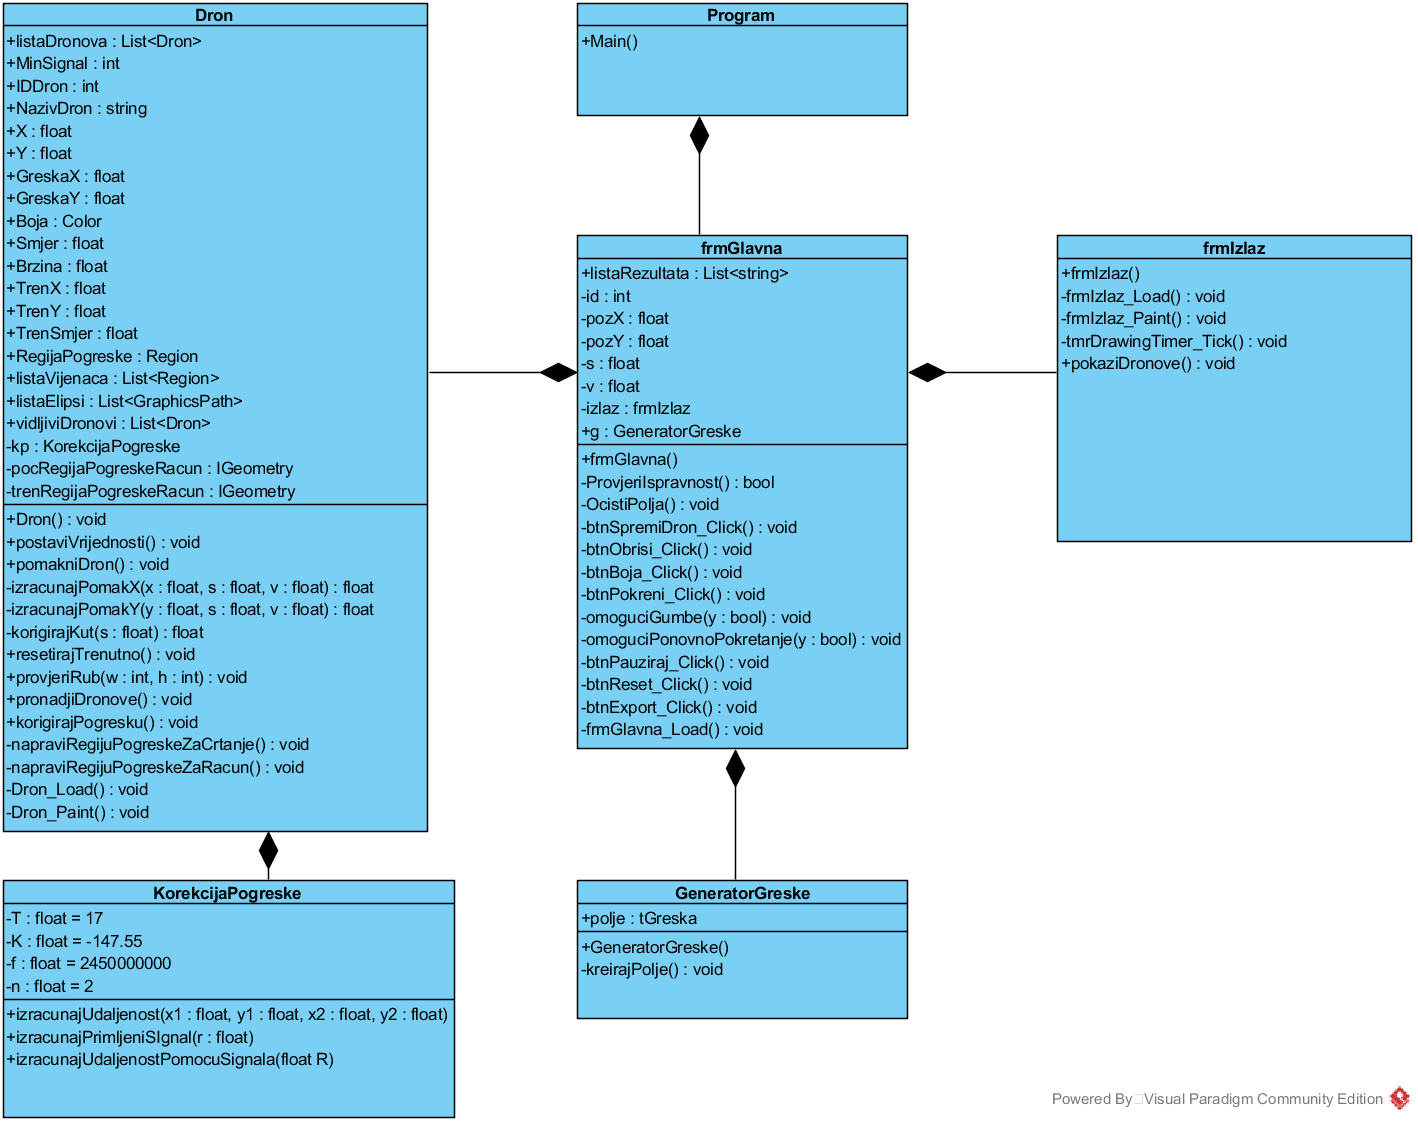 Dron
+listaDronova : List<Dron>
+MinSignal : int
+IDDron : int
+NazivDron : string
+X : float
+Y : float
+GreskaX : float
+GreskaY : float
+Boja : Color
+Smjer : float
+Brzina : float
+TrenX : float
+TrenY : float
+TrenSmjer : float
+RegijaPogreske : Region
+listaVijenaca : List<Region>
+listaElipsi : List<GraphicsPath>
+vidljiviDronovi : List<Dron>
-kp : KorekcijaPogreske
-pocRegijaPogreskeRacun : IGeometry
-trenRegijaPogreskeRacun : IGeometry
+Dron() : void
+postaviVrijednosti() : void
+pomakniDron() : void
-izracunajPomakX(x : float, s : float, v : float) : float
-izracunajPomakY(y : float, s : float, v : float) : float
-korigirajKut(s : float) : float
+resetirajTrenutno() : void
+provjeriRub(w : int, h : int) : void
+pronadjiDronove() : void
+korigirajPogresku() : void
-napraviRegijuPogreskeZaCrtanje() : void
-napraviRegijuPogreskeZaRacun() : void
-Dron_Load() : void
-Dron_Paint() : void
Program
+Main()
frmGlavna
+listaRezultata : List<string>
-id : int
-pozX : float
-pozY : float
-s : float
-v : float
-izlaz : frmIzlaz
+g : GeneratorGreske
+frmGlavna()
-ProvjeriIspravnost() : bool
-OcistiPolja() : void
-btnSpremiDron_Click() : void
-btnObrisi_Click() : void
-btnBoja_Click() : void
-btnPokreni_Click() : void
-omoguciGumbe(y : bool) : void
-omoguciPonovnoPokretanje(y : bool) : void
-btnPauziraj_Click() : void
-btnReset_Click() : void
-btnExport_Click() : void
-frmGlavna_Load() : void
frmIzlaz
+frmIzlaz()
-frmIzlaz_Load() : void
-frmIzlaz_Paint() : void
-tmrDrawingTimer_Tick() : void
+pokaziDronove() : void
KorekcijaPogreske
-T : float = 17
-K : float = -147.55
-f : float = 2450000000
-n : float = 2
+izracunajUdaljenost(x1 : float, y1 : float, x2 : float, y2 : float)
+izracunajPrimljeniSIgnal(r : float)
+izracunajUdaljenostPomocuSignala(float R)
GeneratorGreske
+polje : tGreska
+GeneratorGreske()
-kreirajPolje() : void
Powered By Visual Paradigm Community Edition